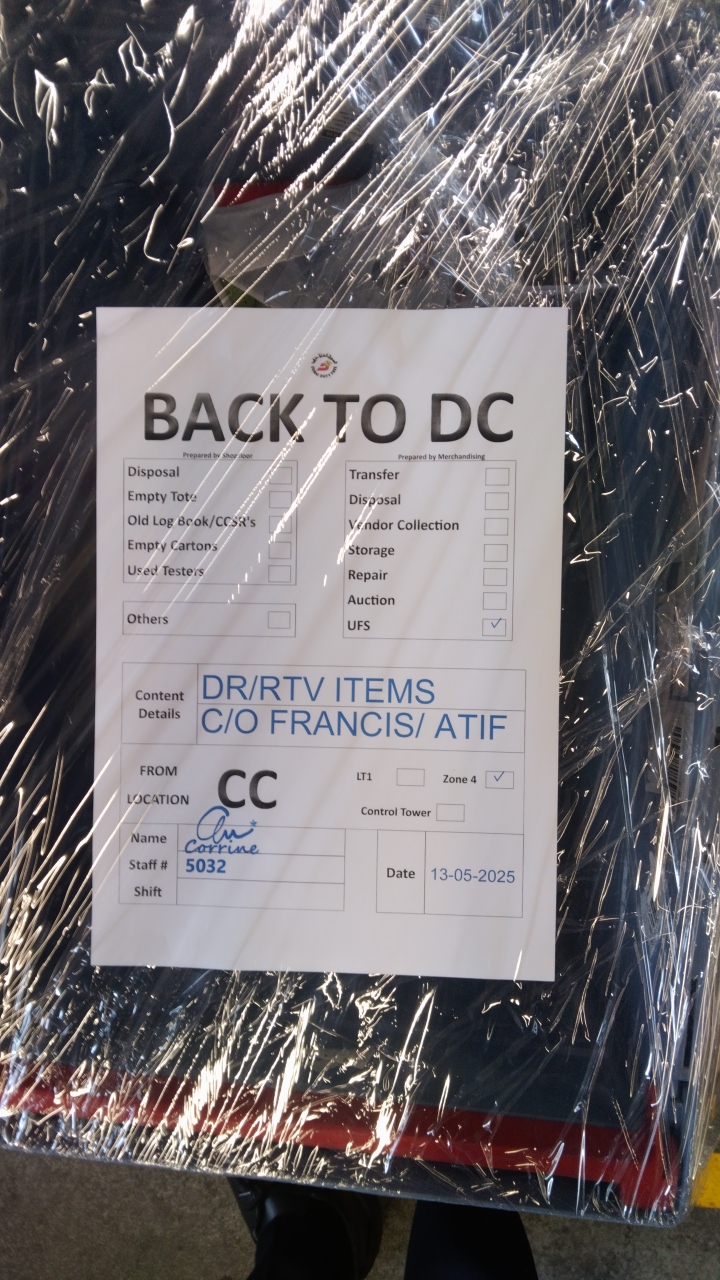 BACK TO DC
Prepared by Shop floor
Disposal
Empty Tote
Old Log Book/CCSR's
Empty Cartons
Used Testers
Others
Prepared by Merchandising
Transfer
Disposal
Vendor Collection
Storage
Repair
Auction
UFS ✓
Content Details
DR/RTV ITEMS
C/O FRANCIS/ ATIF
FROM LOCATION
CC
LT1
Zone 4 ✓
Control Tower
Name Corrine
Staff # 5032
Shift
Date 13-05-2025